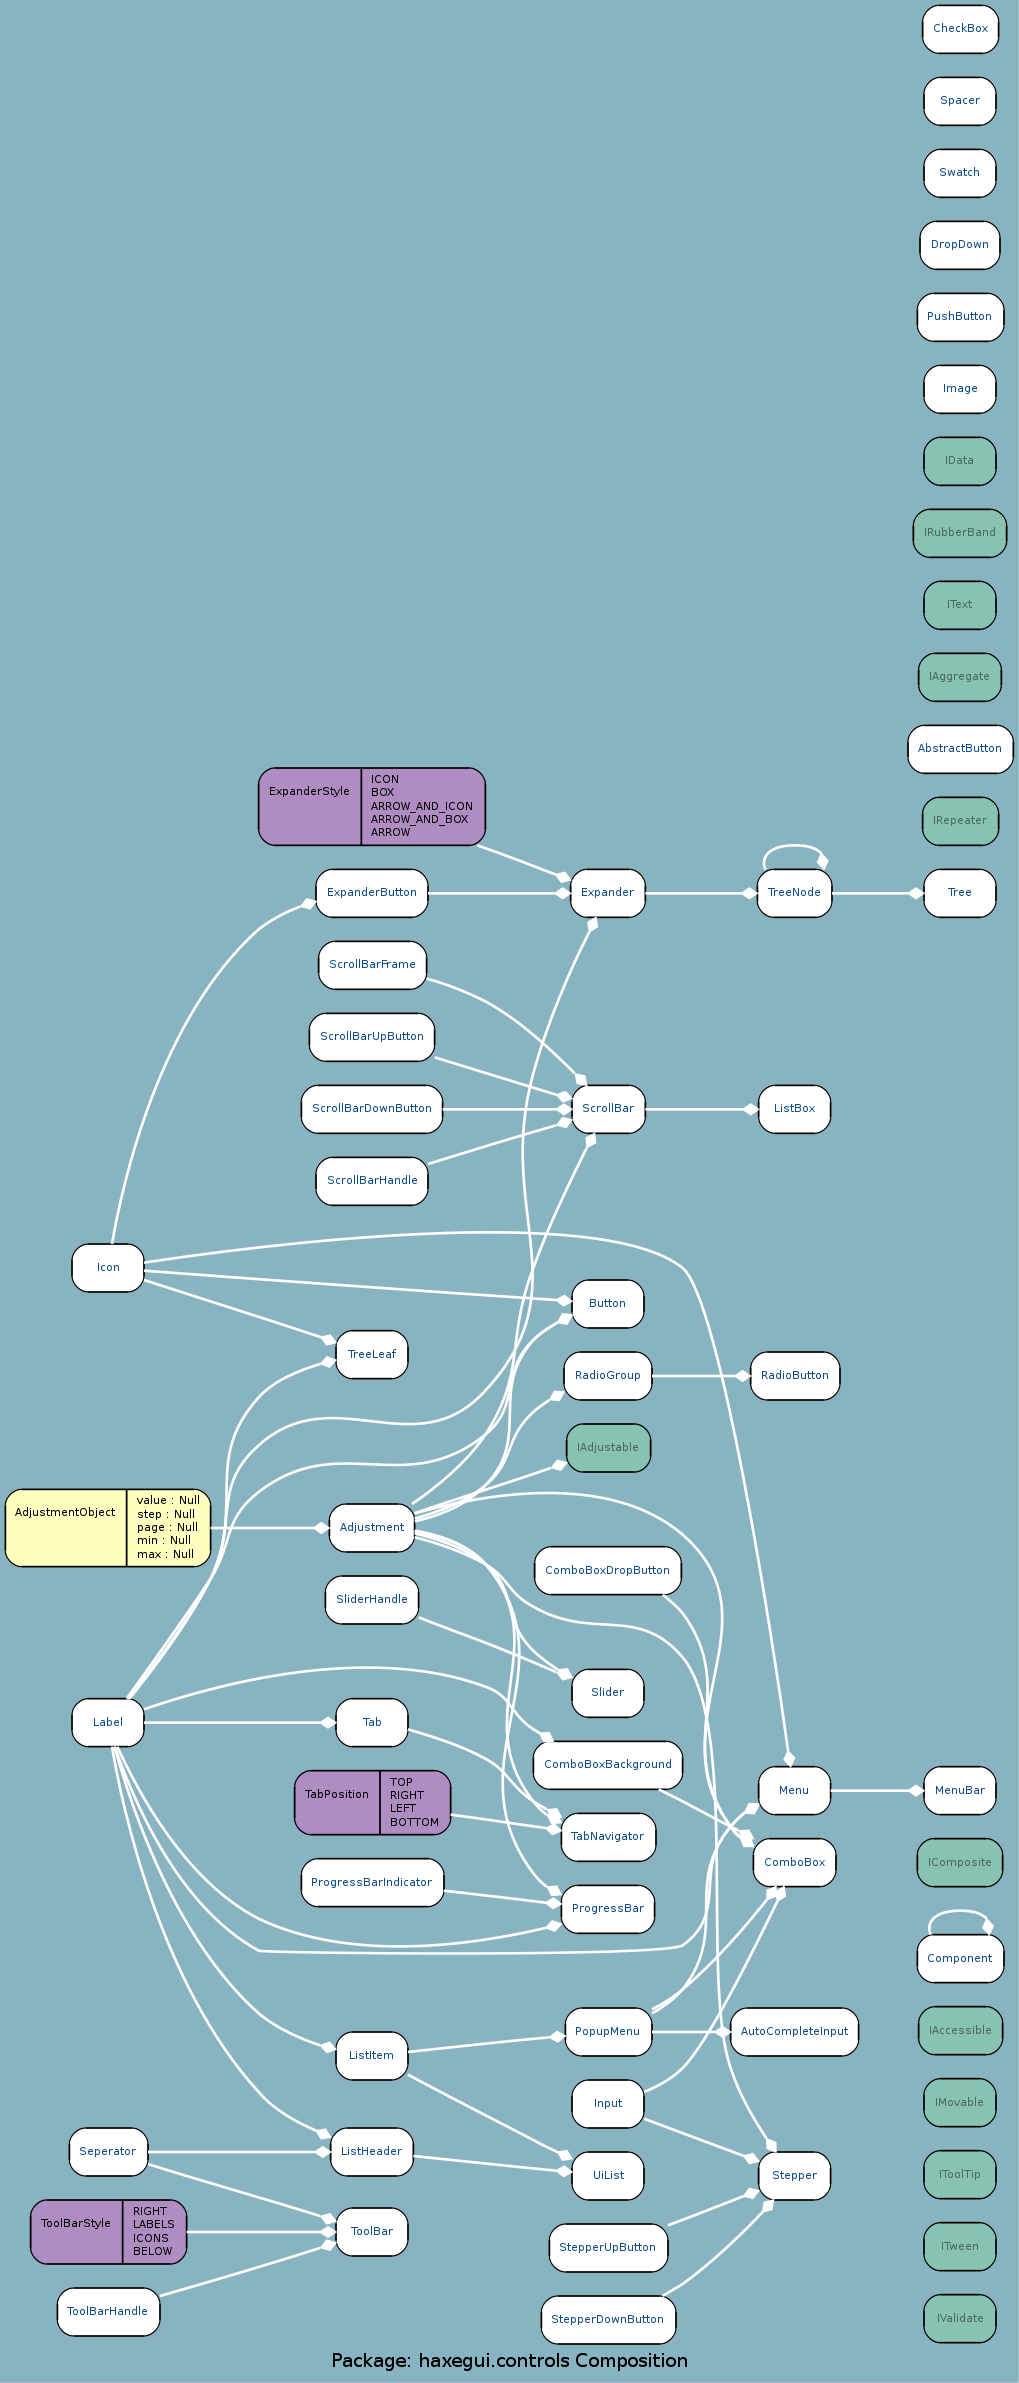 CheckBox
Spacer
Swatch
DropDown
PushButton
Image
IData
IRubberBand
IText
IAggregate
AbstractButton
ExpanderStyle
ICON
BOX
ARROW_AND_ICON
ARROW_AND_BOX
ARROW
IRepeater
ExpanderButton
Expander
TreeNode
Tree
ScrollBarFrame
ScrollBarUpButton
ScrollBarDownButton
ScrollBar
ListBox
ScrollBarHandle
Icon
Button
TreeLeaf
RadioGroup
RadioButton
IAdjustable
AdjustmentObject
value : Null
step : Null
page : Null
min : Null
max : Null
Adjustment
ComboBoxDropButton
SliderHandle
Slider
Label
Tab
ComboBoxBackground
TabPosition
TOP
RIGHT
LEFT
BOTTOM
Menu
MenuBar
TabNavigator
ComboBox
IComposite
ProgressBarIndicator
ProgressBar
Component
PopupMenu
AutoCompleteInput
IAccessible
ListItem
Input
IMovable
Seperator
ListHeader
UiList
Stepper
IToolTip
ToolBarStyle
RIGHT
LABELS
ICONS
BELOW
ToolBar
StepperUpButton
ITween
ToolBarHandle
StepperDownButton
IValidate
Package: haxegui.controls Composition